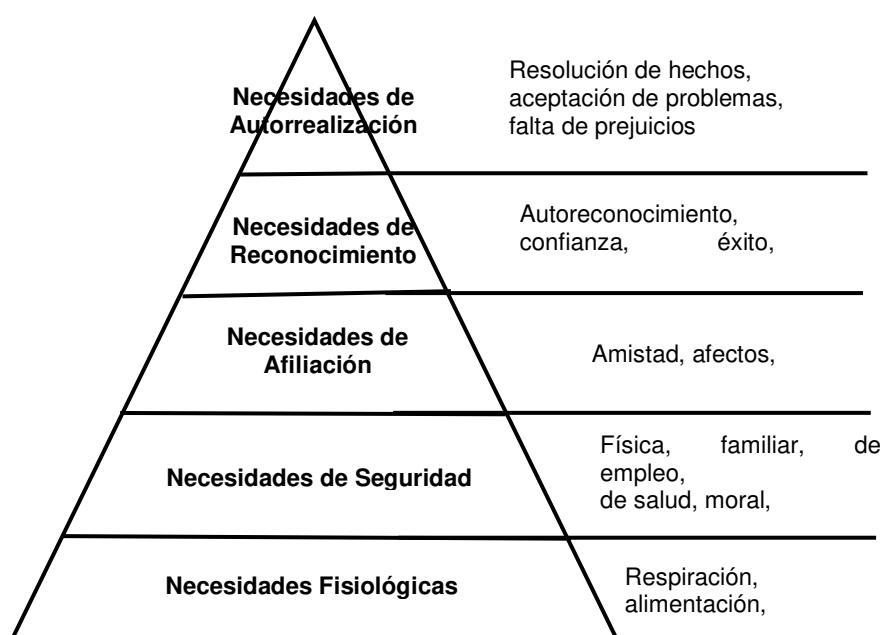 Necesidades de
Autorrealización
Resolución de hechos,
aceptación de problemas,
falta de prejuicios
Necesidades de
Reconocimiento
Autoreconocimiento,
confianza, éxito,
Necesidades de
Afiliación
Amistad, afectos,
Necesidades de Seguridad
Física, familiar, de
empleo,
de salud, moral,
Necesidades Fisiológicas
Respiración,
alimentación,